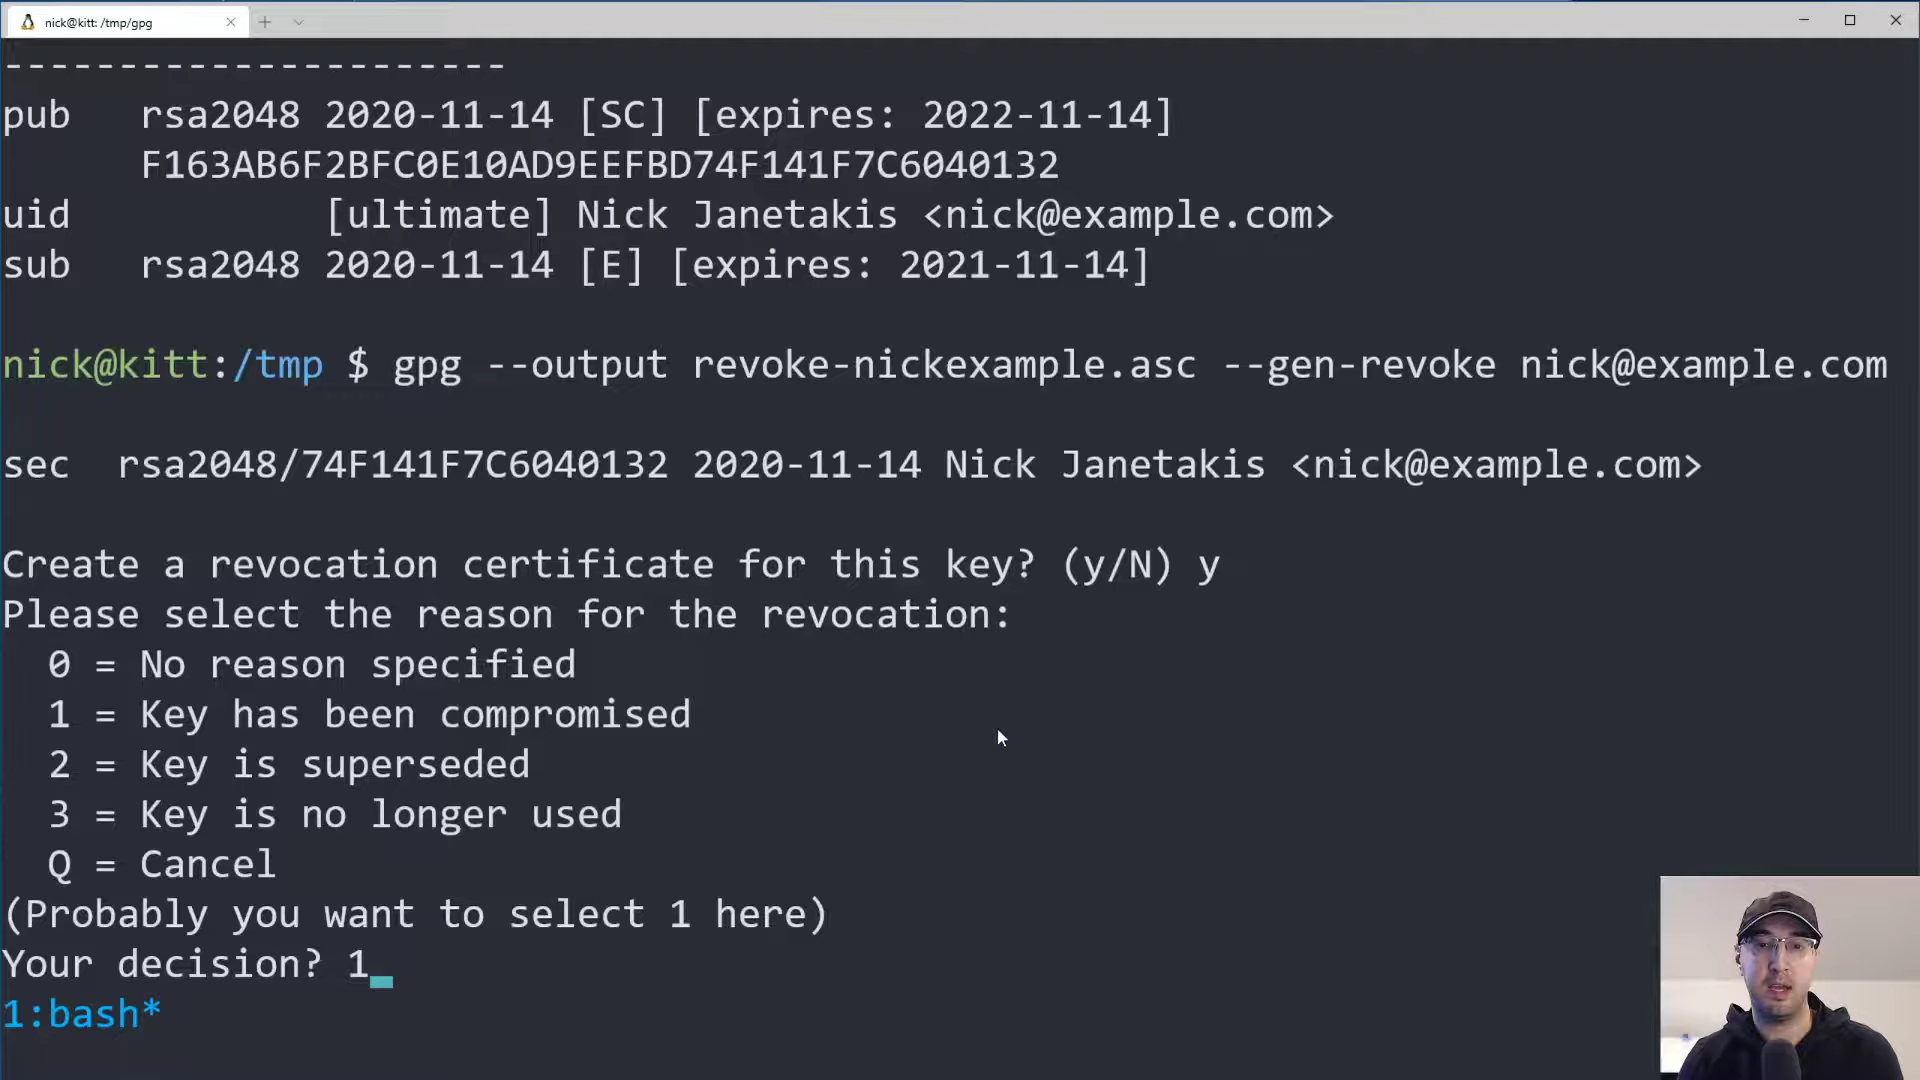 nick@kitt: /tmp/gpg
----------------------
pub   rsa2048 2020-11-14 [SC] [expires: 2022-11-14]
      F163AB6F2BFC0E10AD9EEFBD74F141F7C6040132
uid           [ultimate] Nick Janetakis <nick@example.com>
sub   rsa2048 2020-11-14 [E] [expires: 2021-11-14]
nick@kitt:/tmp $ gpg --output revoke-nickexample.asc --gen-revoke nick@example.com
sec  rsa2048/74F141F7C6040132 2020-11-14 Nick Janetakis <nick@example.com>
Create a revocation certificate for this key? (y/N) y
Please select the reason for the revocation:
  0 = No reason specified
  1 = Key has been compromised
  2 = Key is superseded
  3 = Key is no longer used
  Q = Cancel
(Probably you want to select 1 here)
Your decision? 1
1:bash*